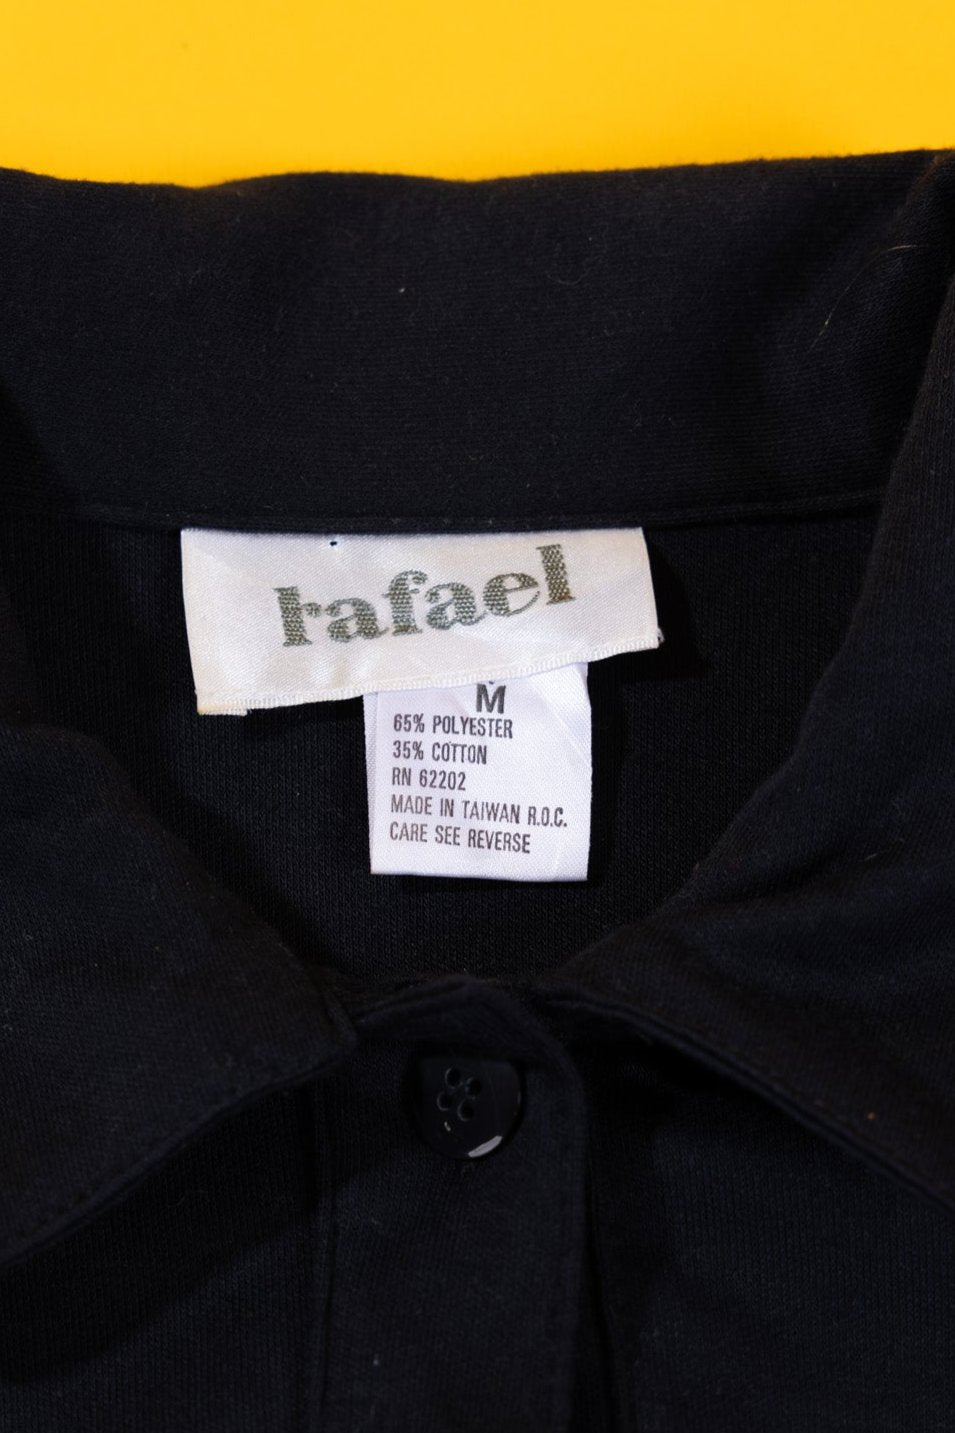 rafael
M
65% POLYESTER
35% COTTON
RN 62202
MADE IN TAIWAN R.O.C.
CARE SEE REVERSE